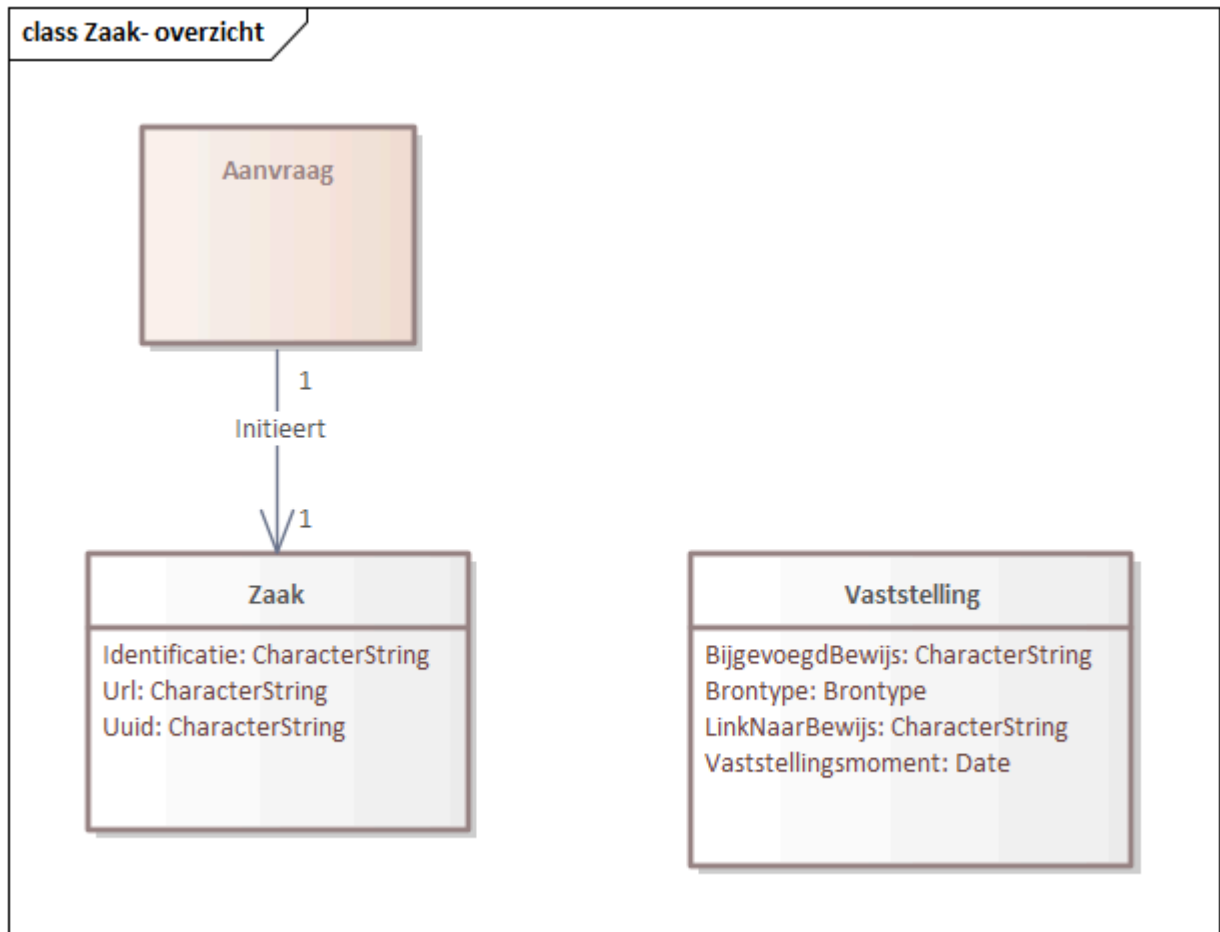 class Zaak- overzicht
Aanvraag
1
Initieert
1
Zaak
Identificatie: CharacterString
Url: CharacterString
Uuid: CharacterString
Vaststelling
BijgevoegdBewijs: CharacterString
Brontype: Brontype
LinkNaarBewijs: CharacterString
Vaststellingsmoment: Date